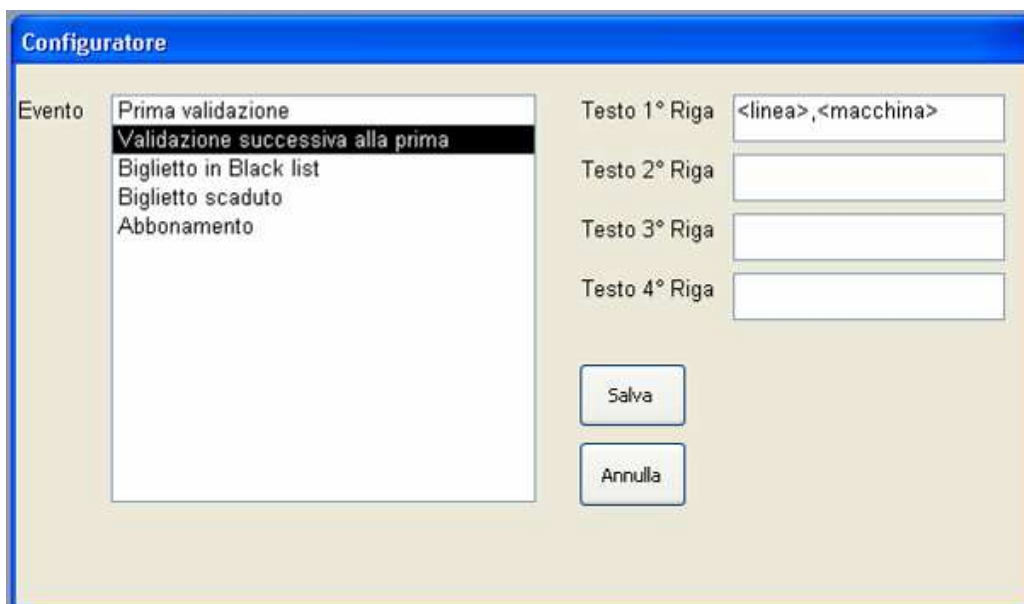 Configuratore
Evento
Prima validazione
Validazione successiva alla prima
Biglietto in Black list
Biglietto scaduto
Abbonamento
Testo 1° Riga
<linea>,<macchina>
Testo 2° Riga
Testo 3° Riga
Testo 4° Riga
Salva
Annulla